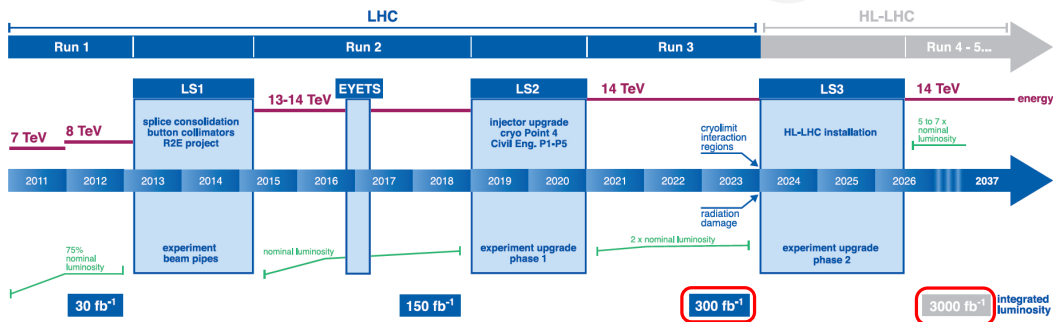 LHC
HL-LHC
Run 1
Run 2
Run 3
Run 4 - 5...
LS1
EYETS
LS2
LS3
13-14 TeV
14 TeV
14 TeV
energy
7 TeV
8 TeV
splice consolidation
button collimators
R2E project
injector upgrade
cryo Point 4
Civil Eng. P1-P5
cryolimit
interaction
regions
HL-LHC installation
5 to 7 x
nominal
luminosity
2011 2012 2013 2014 2015 2016 2017 2018 2019 2020 2021 2022 2023 2024 2025 2026 2037
radiation
damage
75%
nominal
luminosity
experiment
beam pipes
nominal luminosity
experiment upgrade
phase 1
2 x nominal luminosity
experiment upgrade
phase 2
30 fb⁻¹
150 fb⁻¹
300 fb⁻¹
3000 fb⁻¹
integrated
luminosity